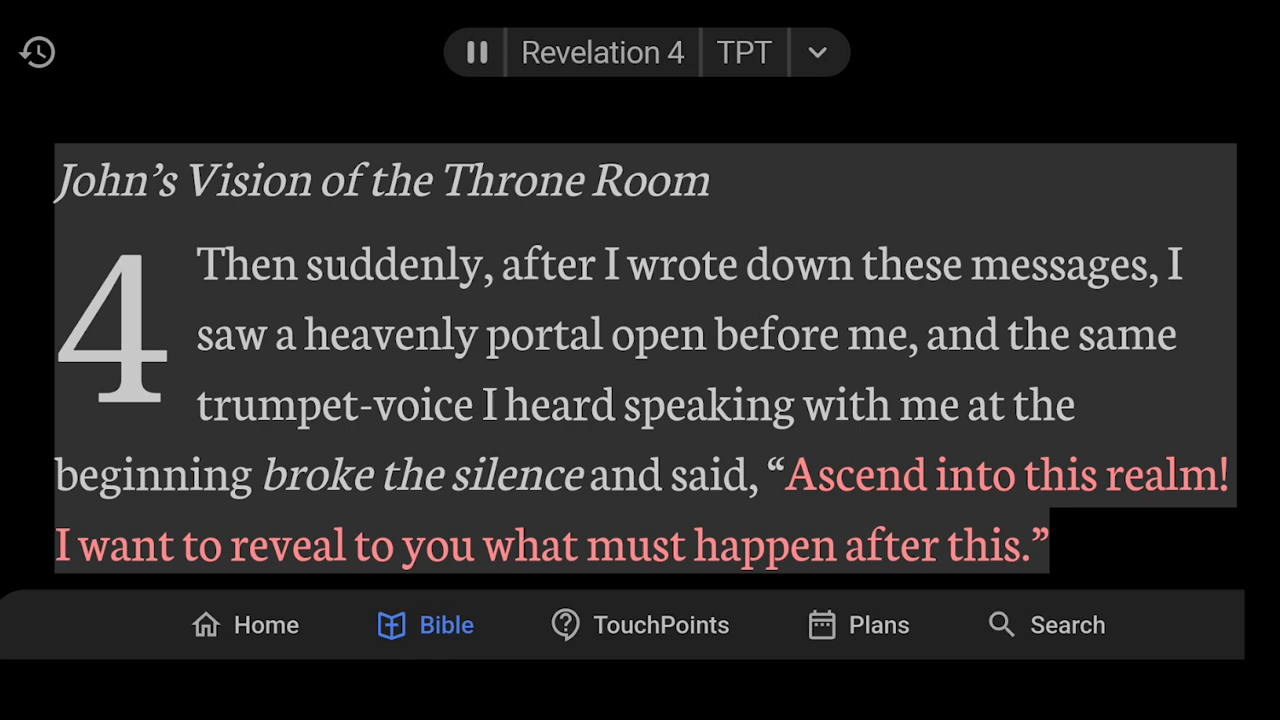 Revelation 4 TPT
John’s Vision of the Throne Room
4 Then suddenly, after I wrote down these messages, I
saw a heavenly portal open before me, and the same
trumpet-voice I heard speaking with me at the
beginning broke the silence and said, “Ascend into this realm!
I want to reveal to you what must happen after this.”
Home Bible TouchPoints Plans Search